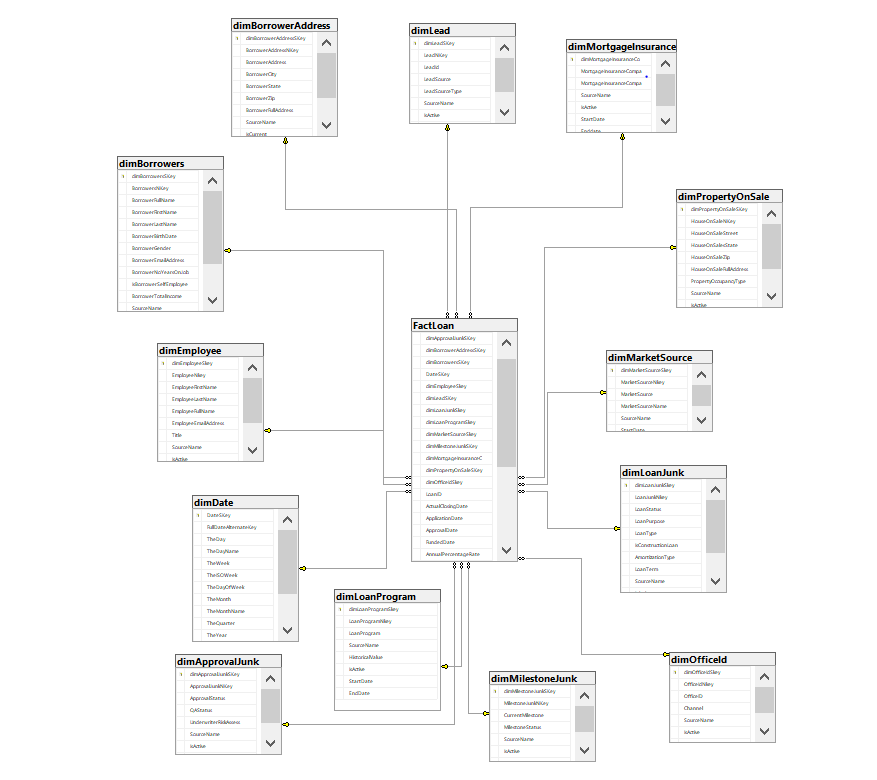 dimBorrowerAddress
dimBorrowerAddressSKey
BorrowerAddressNKey
BorrowerAddress
BorrowerCity
BorrowerState
BorrowerZip
BorrowerFullAddress
SourceName
isCurrent
dimLead
dimLeadSKey
LeadNKey
LeadId
LeadSource
LeadSourceType
SourceName
isActive
dimMortgageInsurance
dimMortgageInsuranceCo
MortgageInsuranceCompa
MortgageInsuranceCompa
SourceName
isActive
StartDate
Enddate
dimBorrowers
dimBorrowersSKey
BorrowersNKey
BorrowerFullName
BorrowerFirstName
BorrowerLastName
BorrowerBirthDate
BorrowerGender
BorrowerEmailAddress
BorrowerNoYearsOnJob
isBorrowerSelfEmployee
BorrowerTotalIncome
SourceName
dimPropertyOnSale
dimPropertyOnSaleSKey
HouseOnSaleNKey
HouseOnSaleStreet
HouseOnSalesState
HouseOnSaleZip
HouseOnSaleFullAddress
PropertyOccupancyType
SourceName
isActive
FactLoan
dimApprovalJunkSKey
dimBorrowerAddressSKey
dimBorrowersSKey
DateSKey
dimEmployeeSkey
dimLeadSKey
dimLoanJunkSkey
dimLoanProgramSkey
dimMarketSourceSkey
dimMilestoneJunkSKey
dimMortgageInsuranceC
dimPropertyOnSaleSKey
dimOfficeIdSkey
LoanID
ActualClosingDate
ApplicationDate
ApprovalDate
FundedDate
AnnualPercentageRate
dimEmployee
dimEmployeeSkey
EmployeeNkey
EmployeeFirstName
EmployeeLastName
EmployeeFullName
EmployeeEmailAddress
Title
SourceName
isActive
dimMarketSource
dimMarketSourceSkey
MarketSourceNkey
MarketSource
MarketSourceName
SourceName
StartDate
dimLoanJunk
dimLoanJunkSkey
LoanJunkNkey
LoanStatus
LoanPurpose
LoanType
isConstructionLoan
AmortizationType
LoanTerm
SourceName
dimDate
DateSKey
FullDateAlternateKey
TheDay
TheDayName
TheWeek
TheISOWeek
TheDayOfWeek
TheMonth
TheMonthName
TheQuarter
TheYear
dimLoanProgram
dimLoanProgramSkey
LoanProgramNkey
LoanProgram
SourceName
HistoricalValue
isActive
StartDate
EndDate
dimApprovalJunk
dimApprovalJunkSKey
ApprovalJunkNKey
ApprovalStatus
UnderwriterRiskAssess
SourceName
isActive
dimMilestoneJunk
dimMilestoneJunkSKey
MilestoneJunkNKey
CurrentMilestone
MilestoneStatus
SourceName
isActive
dimOfficeId
dimOfficeIdSkey
OfficeIdNkey
OfficeID
Channel
SourceName
isActive